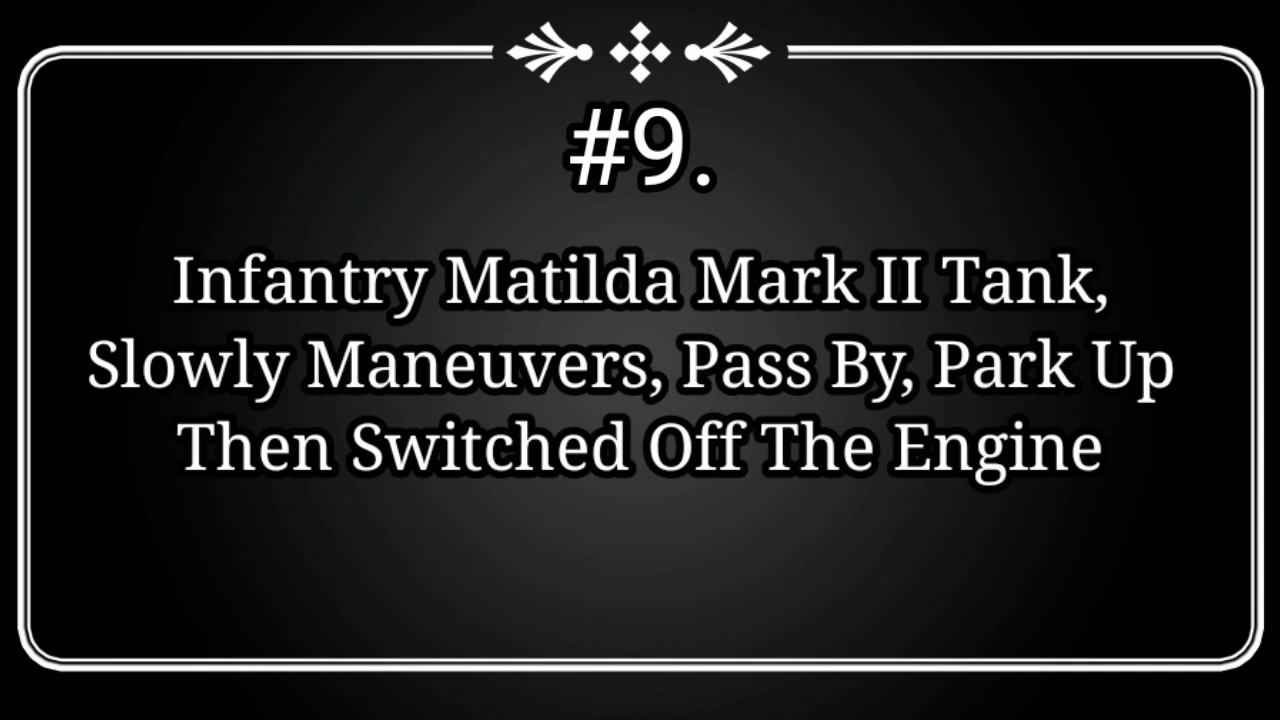 #9.
Infantry Matilda Mark II Tank,
Slowly Maneuvers, Pass By, Park Up
Then Switched Off The Engine